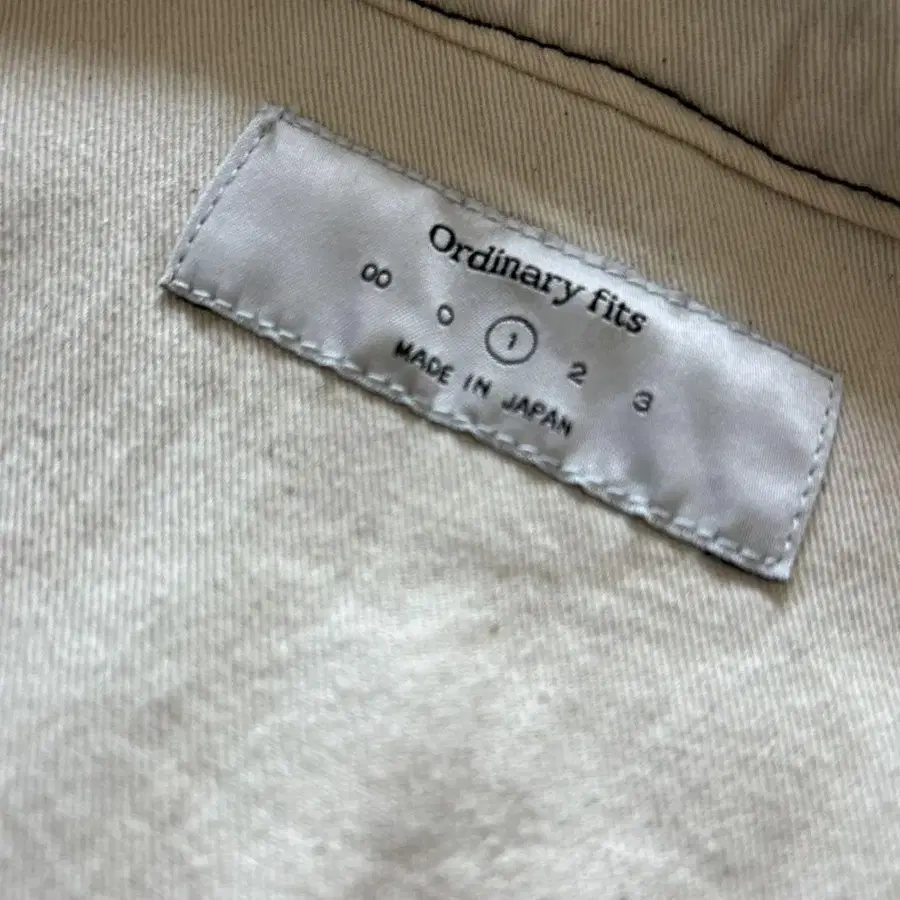 Ordinary fits
00 0 1 2 3
MADE IN JAPAN